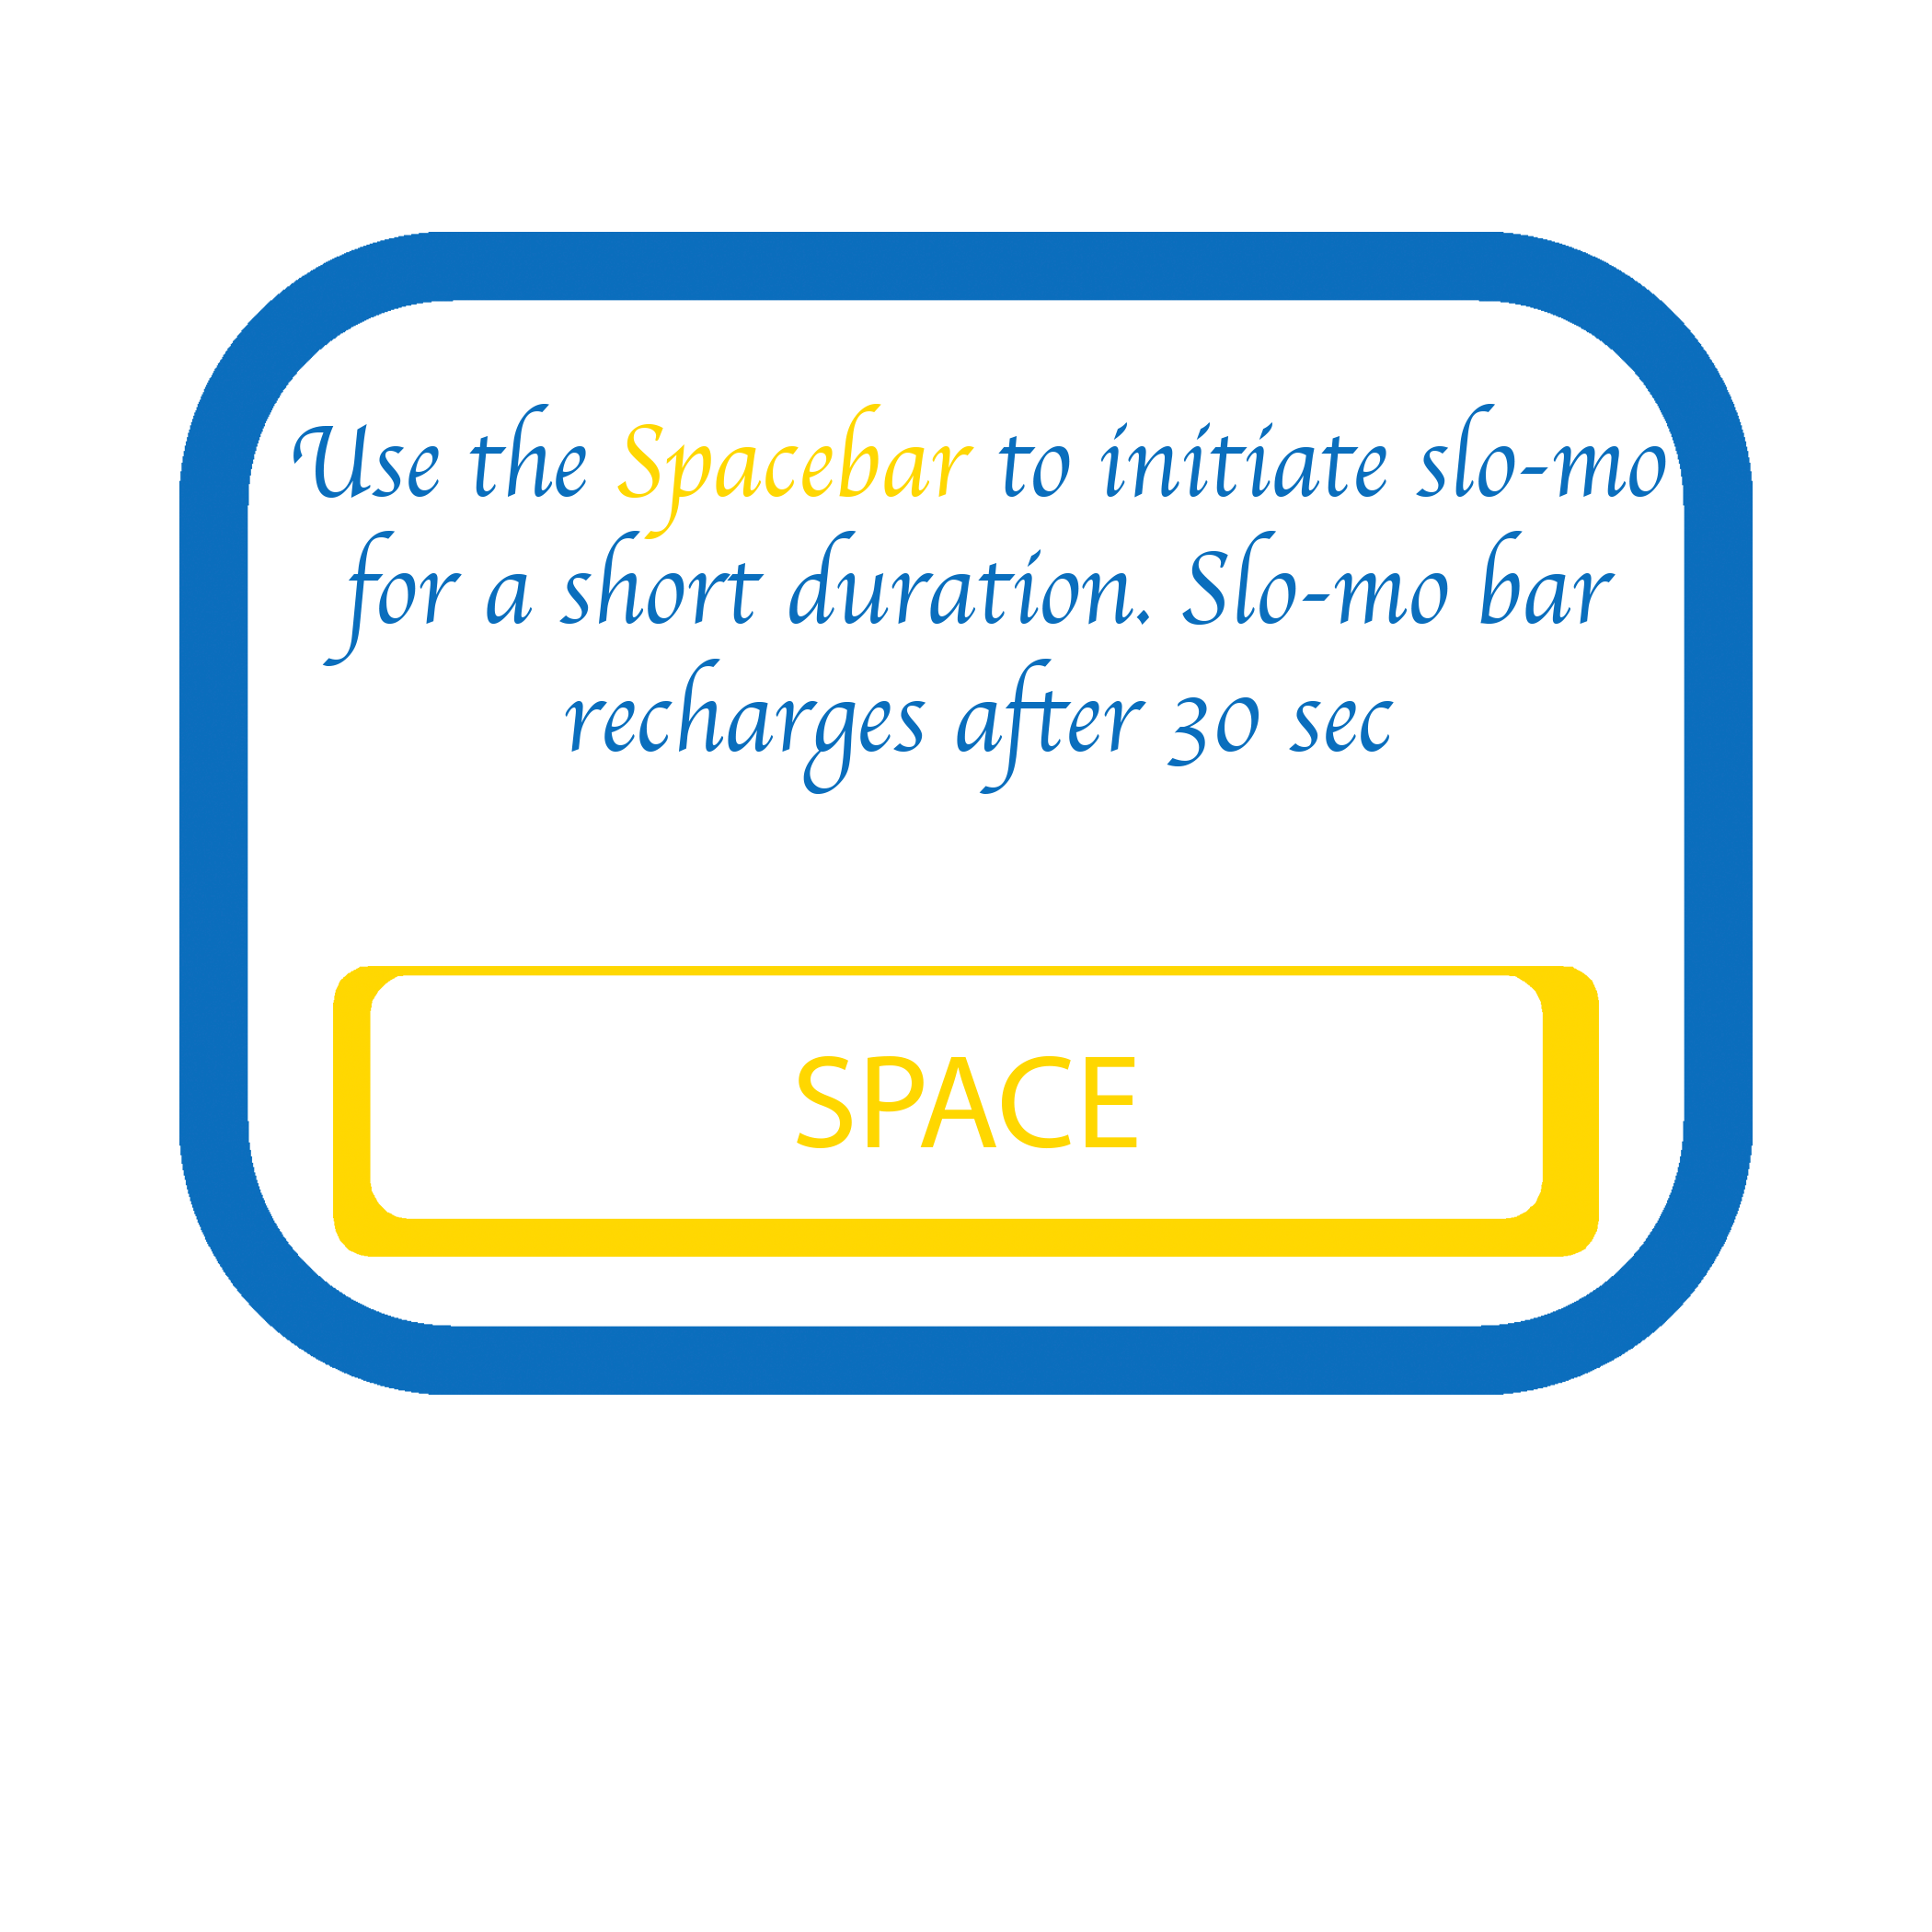 Use the Spacebar to initiate slo-mo
for a short duration. Slo-mo bar
recharges after 30 sec
SPACE